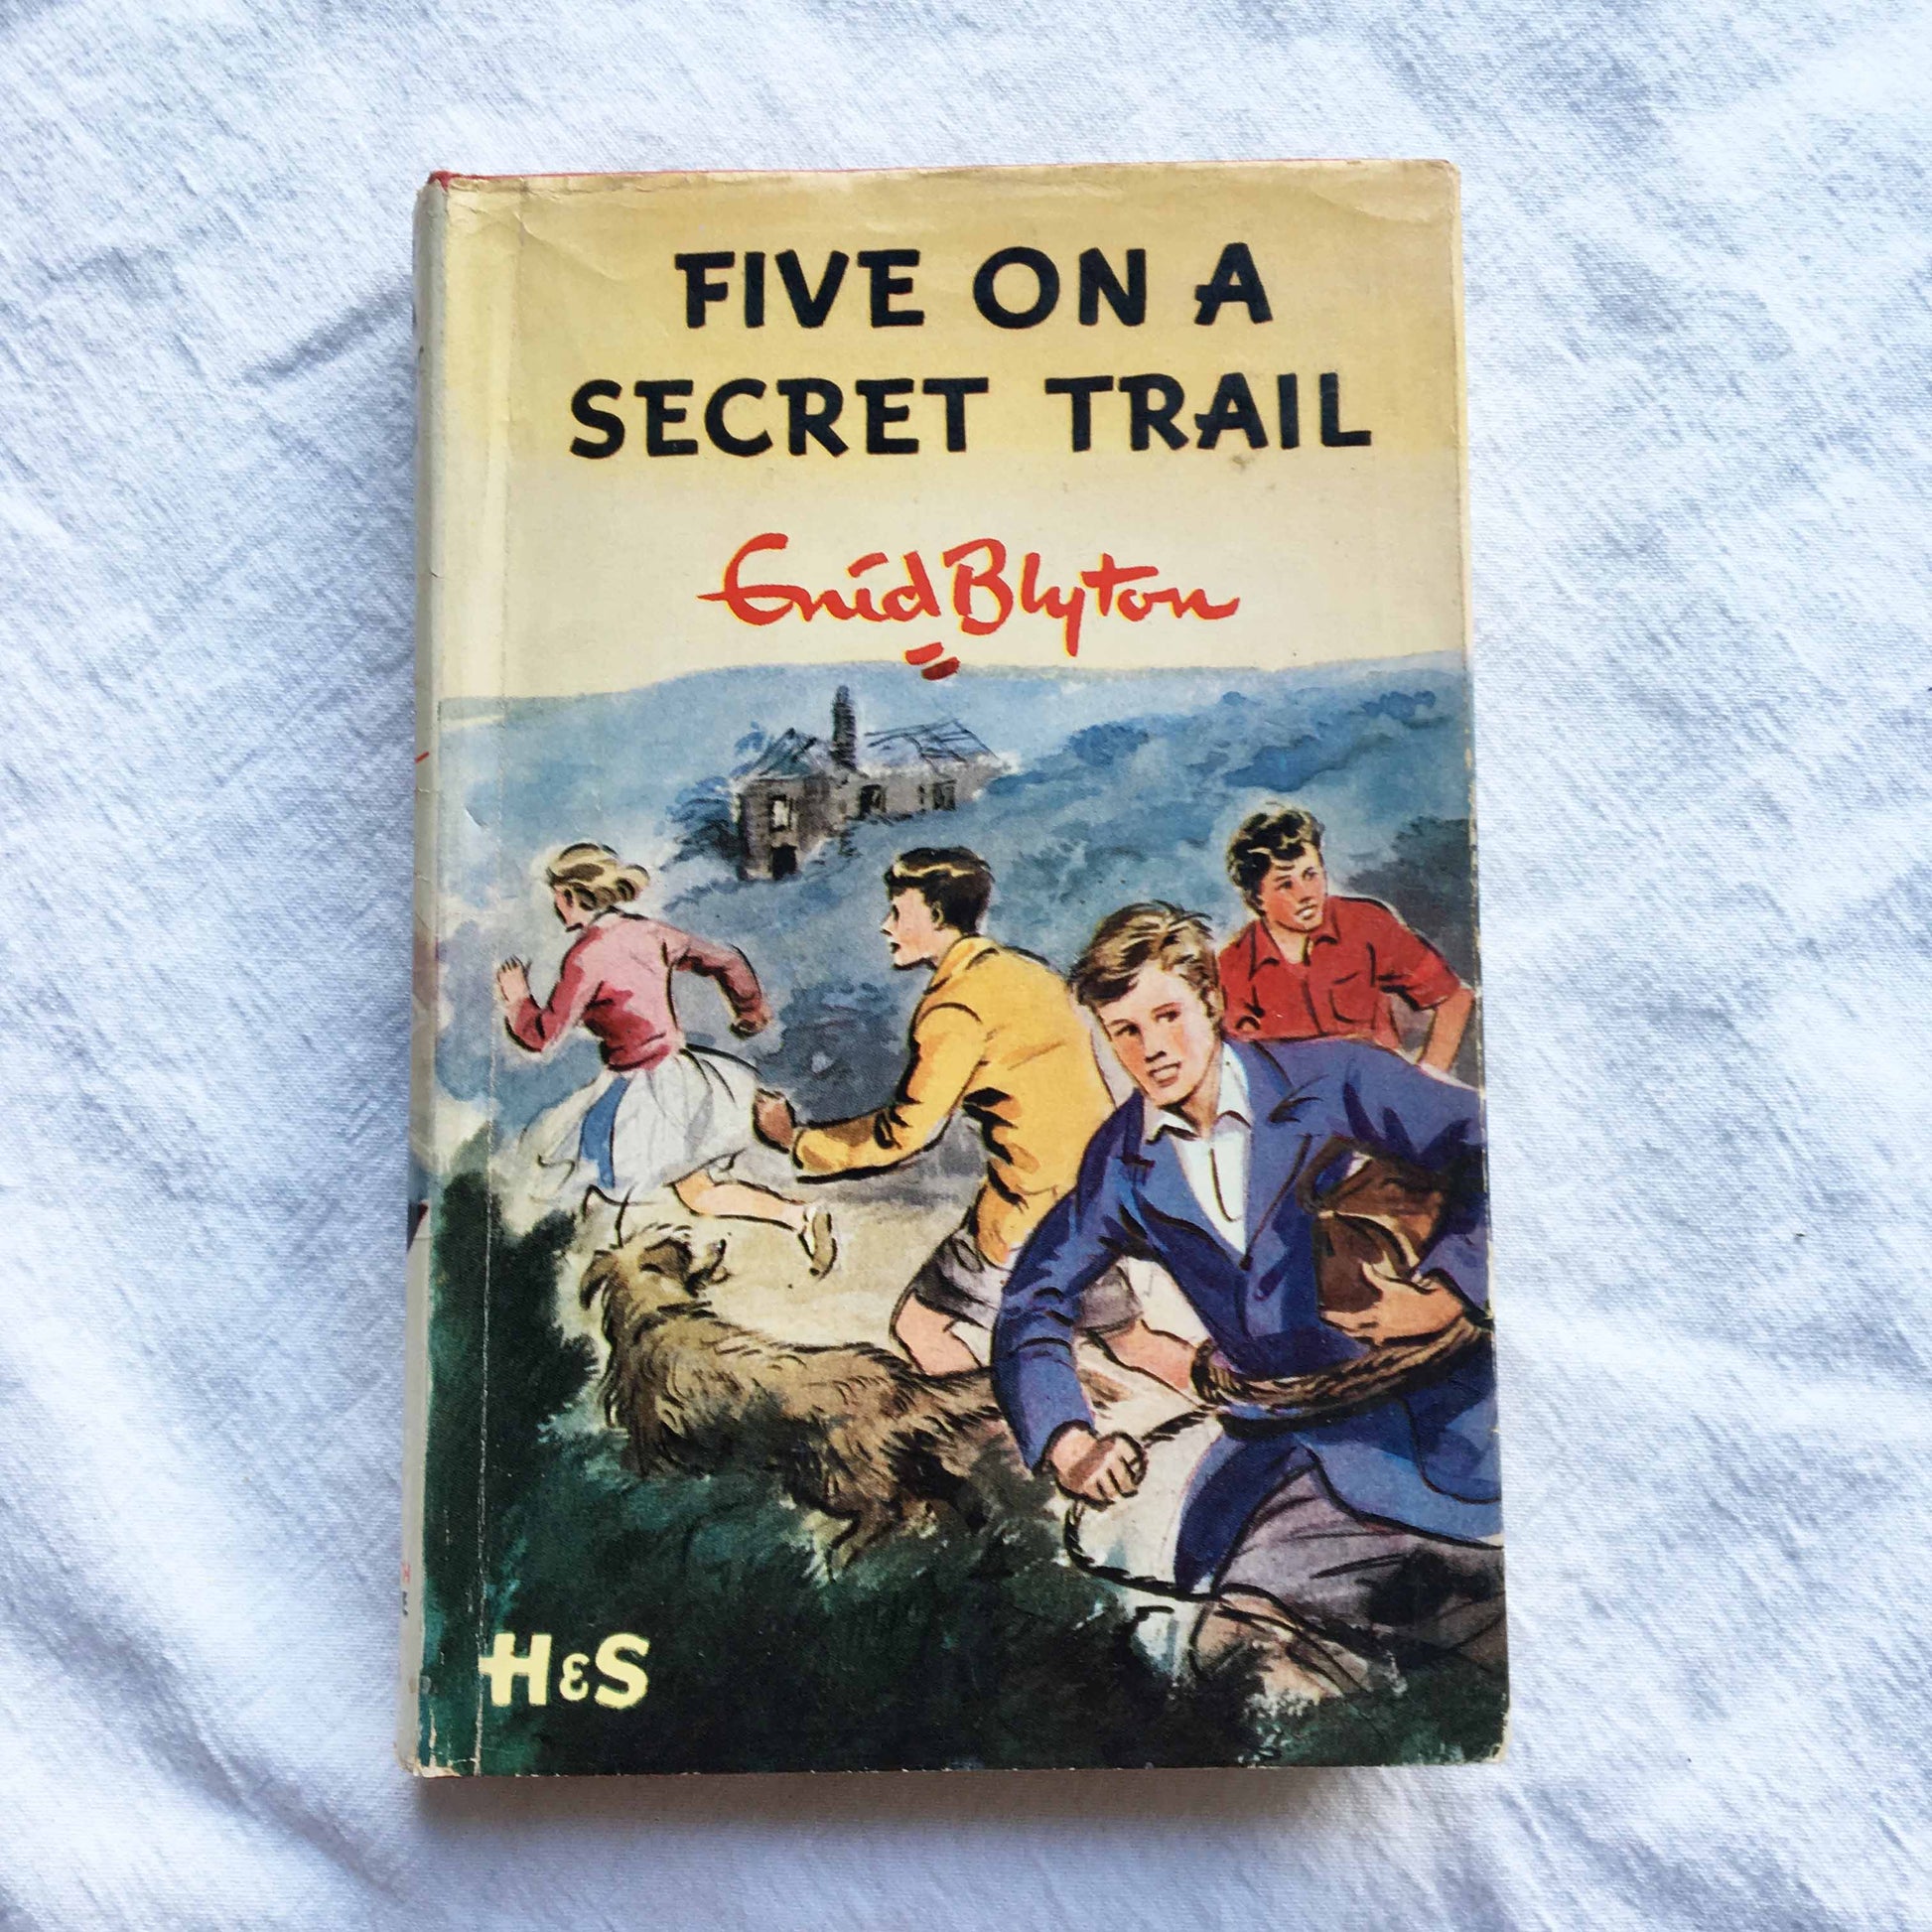 FIVE ON A
SECRET TRAIL
Enid Blyton
H&S